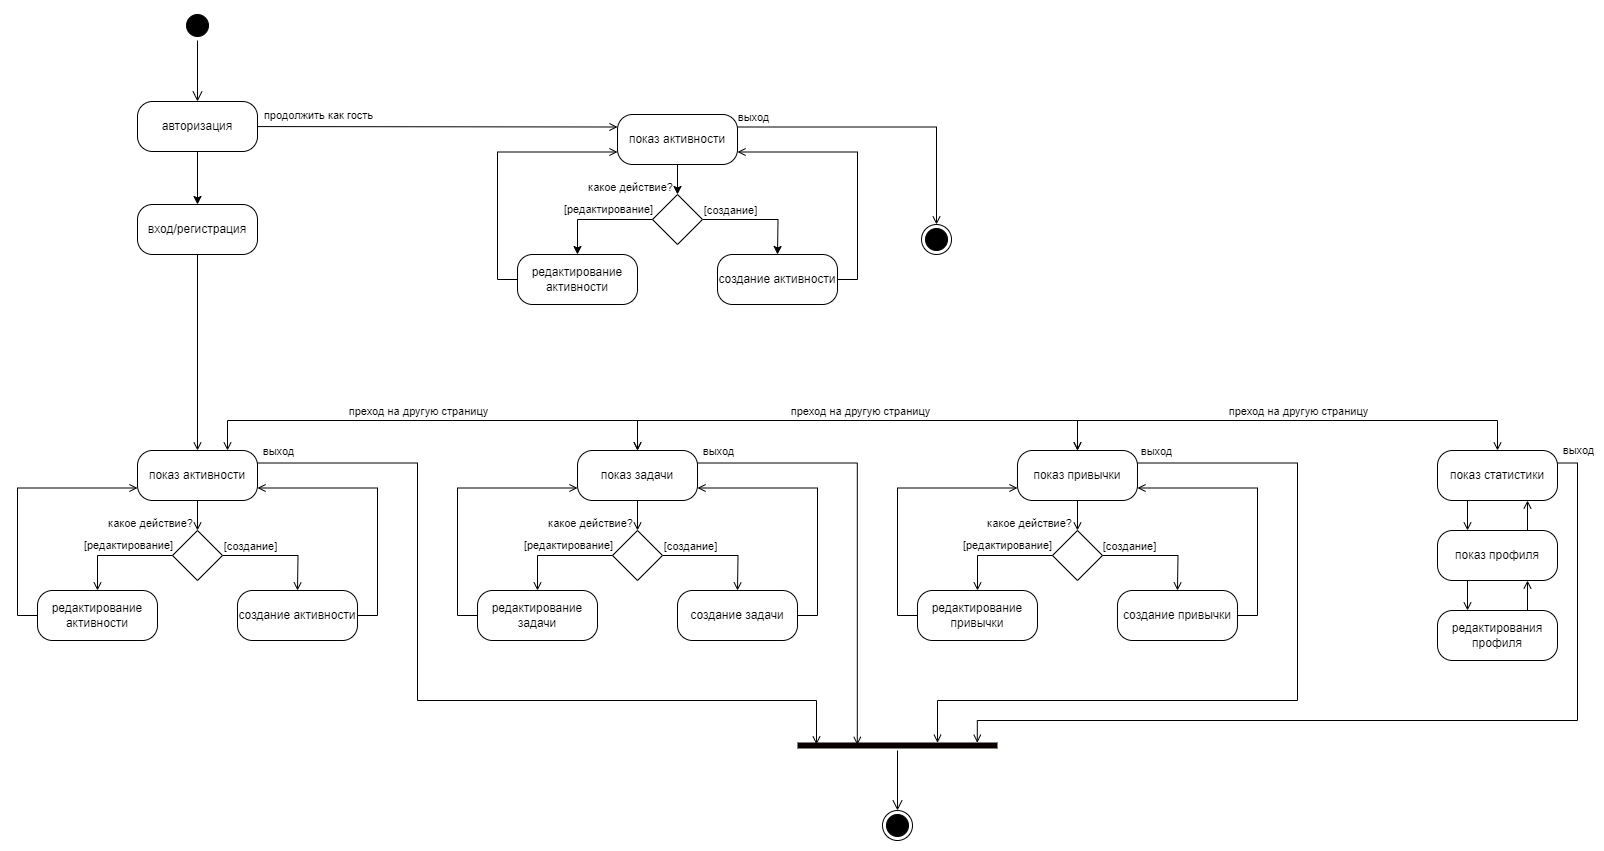 продолжить как гость
выход
авторизация
показ активности
какое действие?
[редактирование]
[создание]
вход/регистрация
редактирование
активности
создание активности
преход на другую страницу
преход на другую страницу
преход на другую страницу
выход
выход
выход
выход
показ активности
показ задачи
показ привычки
показ статистики
какое действие?
какое действие?
какое действие?
[редактирование]
[создание]
[редактирование]
[создание]
[редактирование]
[создание]
показ профиля
редактирование
активности
создание активности
редактирование
задачи
создание задачи
редактирование
привычки
создание привычки
редактирования
профиля